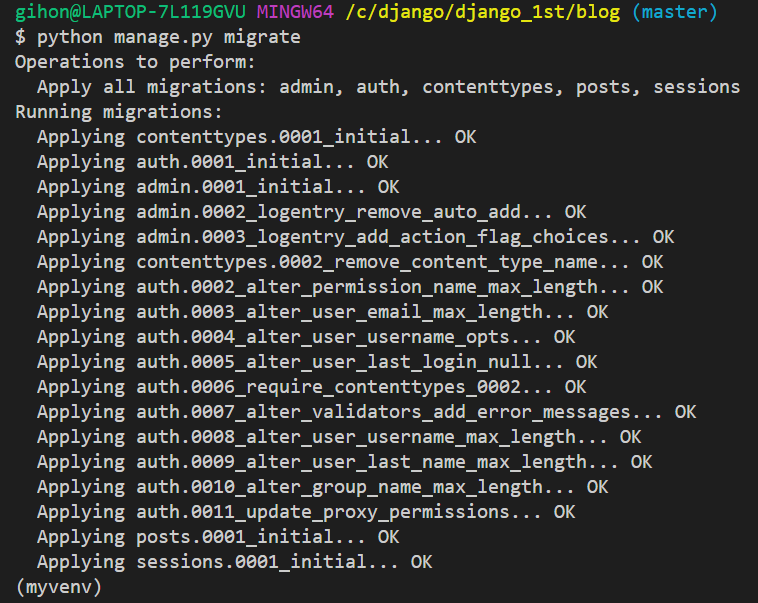 gihon@LAPTOP-7L119GVU MINGW64 /c/django/django_1st/blog (master)
$ python manage.py migrate
Operations to perform:
  Apply all migrations: admin, auth, contenttypes, posts, sessions
Running migrations:
  Applying contenttypes.0001_initial... OK
  Applying auth.0001_initial... OK
  Applying admin.0001_initial... OK
  Applying admin.0002_logentry_remove_auto_add... OK
  Applying admin.0003_logentry_add_action_flag_choices... OK
  Applying contenttypes.0002_remove_content_type_name... OK
  Applying auth.0002_alter_permission_name_max_length... OK
  Applying auth.0003_alter_user_email_max_length... OK
  Applying auth.0004_alter_user_username_opts... OK
  Applying auth.0005_alter_user_last_login_null... OK
  Applying auth.0006_require_contenttypes_0002... OK
  Applying auth.0007_alter_validators_add_error_messages... OK
  Applying auth.0008_alter_user_username_max_length... OK
  Applying auth.0009_alter_user_last_name_max_length... OK
  Applying auth.0010_alter_group_name_max_length... OK
  Applying auth.0011_update_proxy_permissions... OK
  Applying posts.0001_initial... OK
  Applying sessions.0001_initial... OK
(myvenv)